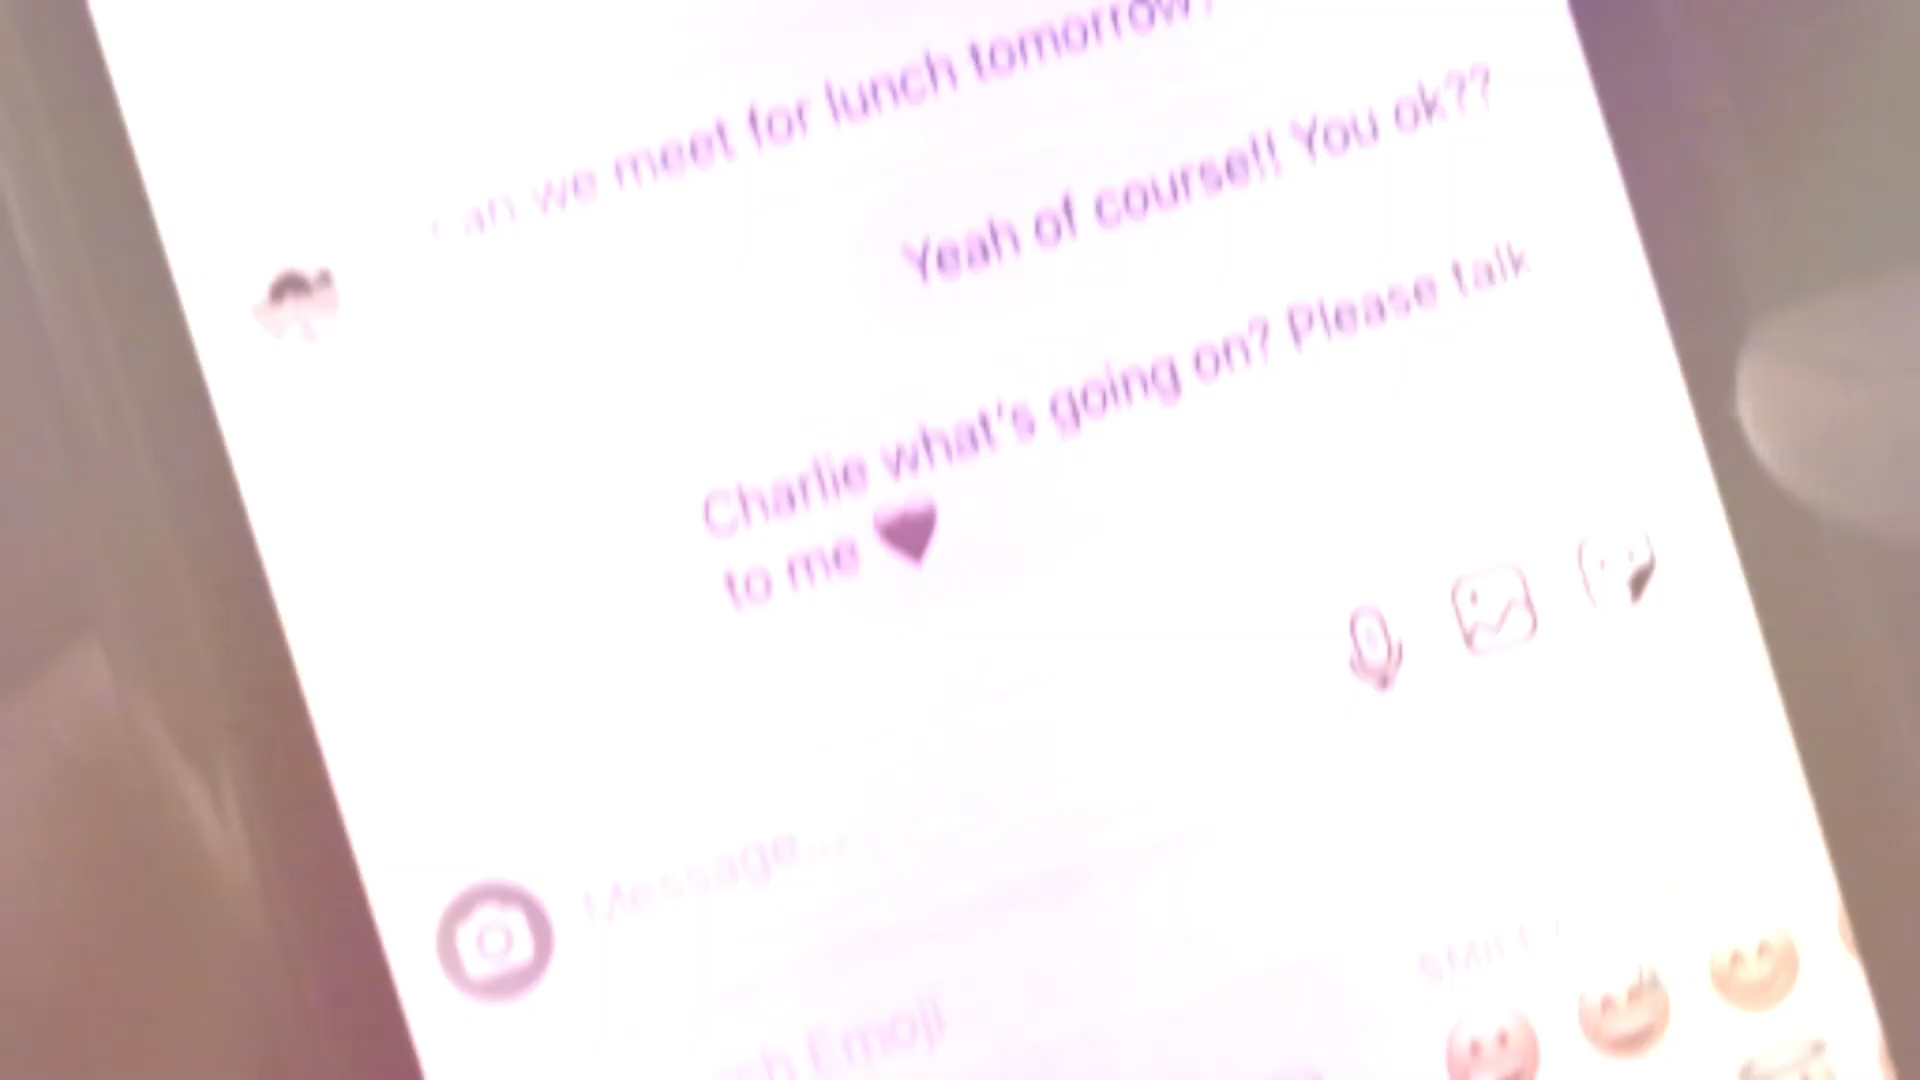 an we meet for lunch tomorrow?
Yeah of course!! You ok??
Charlie what's going on? Please talk
to me ♥
Message...
Emoji